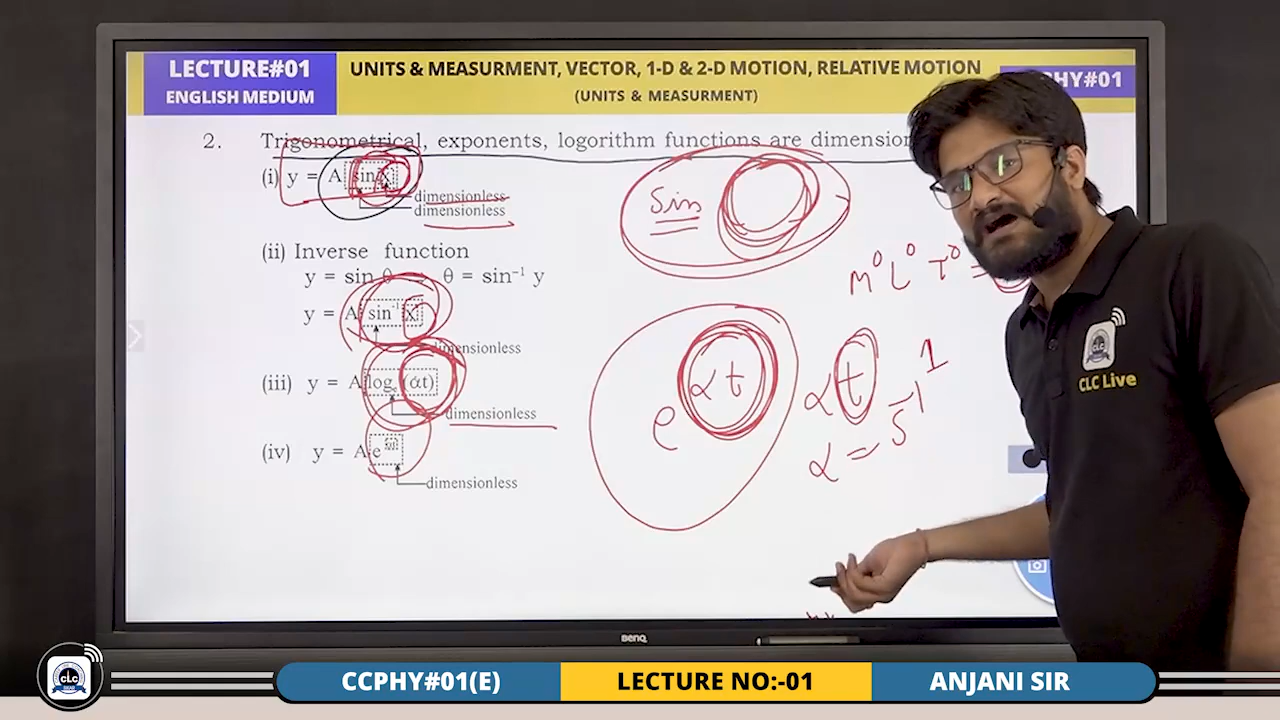 LECTURE#01
ENGLISH MEDIUM
UNITS & MEASURMENT, VECTOR, 1-D & 2-D MOTION, RELATIVE MOTION
(UNITS & MEASURMENT)
PHY#01
2. Trigonometrical, exponents, logorithm functions are dimension
(i) y = A sinx
dimensionless
dimensionless
sin
(ii) Inverse function
y = sin θ ⇒ θ = sin⁻¹ y
M⁰ L⁰ T⁰ =
y = A sin⁻¹ x
dimensionless
(iii) y = A logₑ (αt)
dimensionless
e^αt
αt
1
α = s⁻¹
(iv) y = A e^αt
dimensionless
BENQ
CLC
CLC Live
CLC
CCPHY#01(E)
LECTURE NO:-01
ANJANI SIR